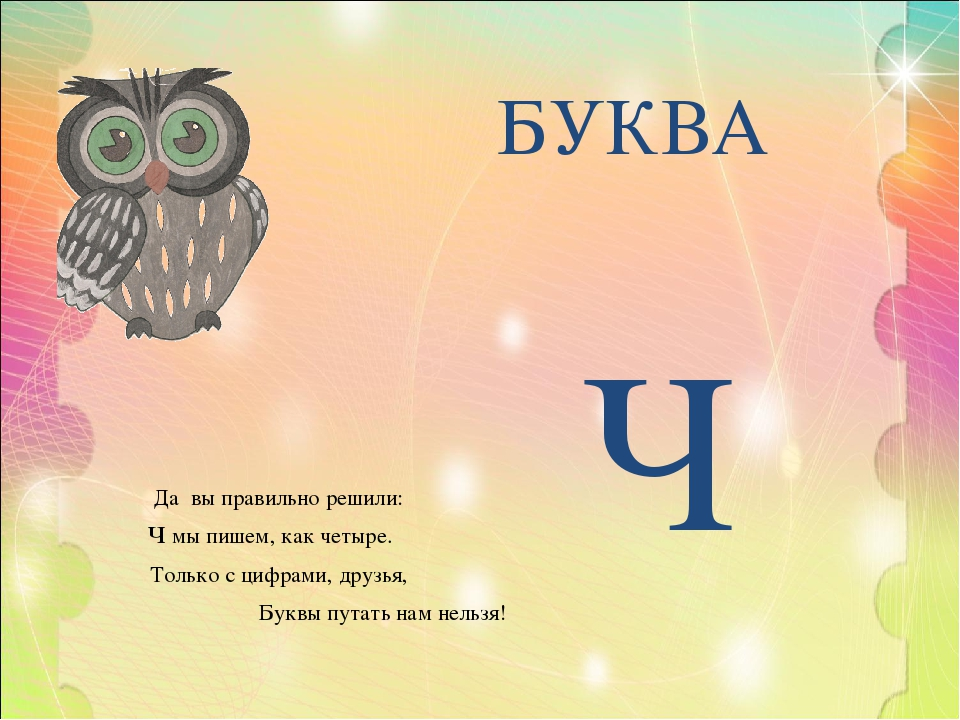 БУКВА
Ч
Да  вы правильно решили:
Ч мы пишем, как четыре.
Только с цифрами, друзья,
Буквы путать нам нельзя!